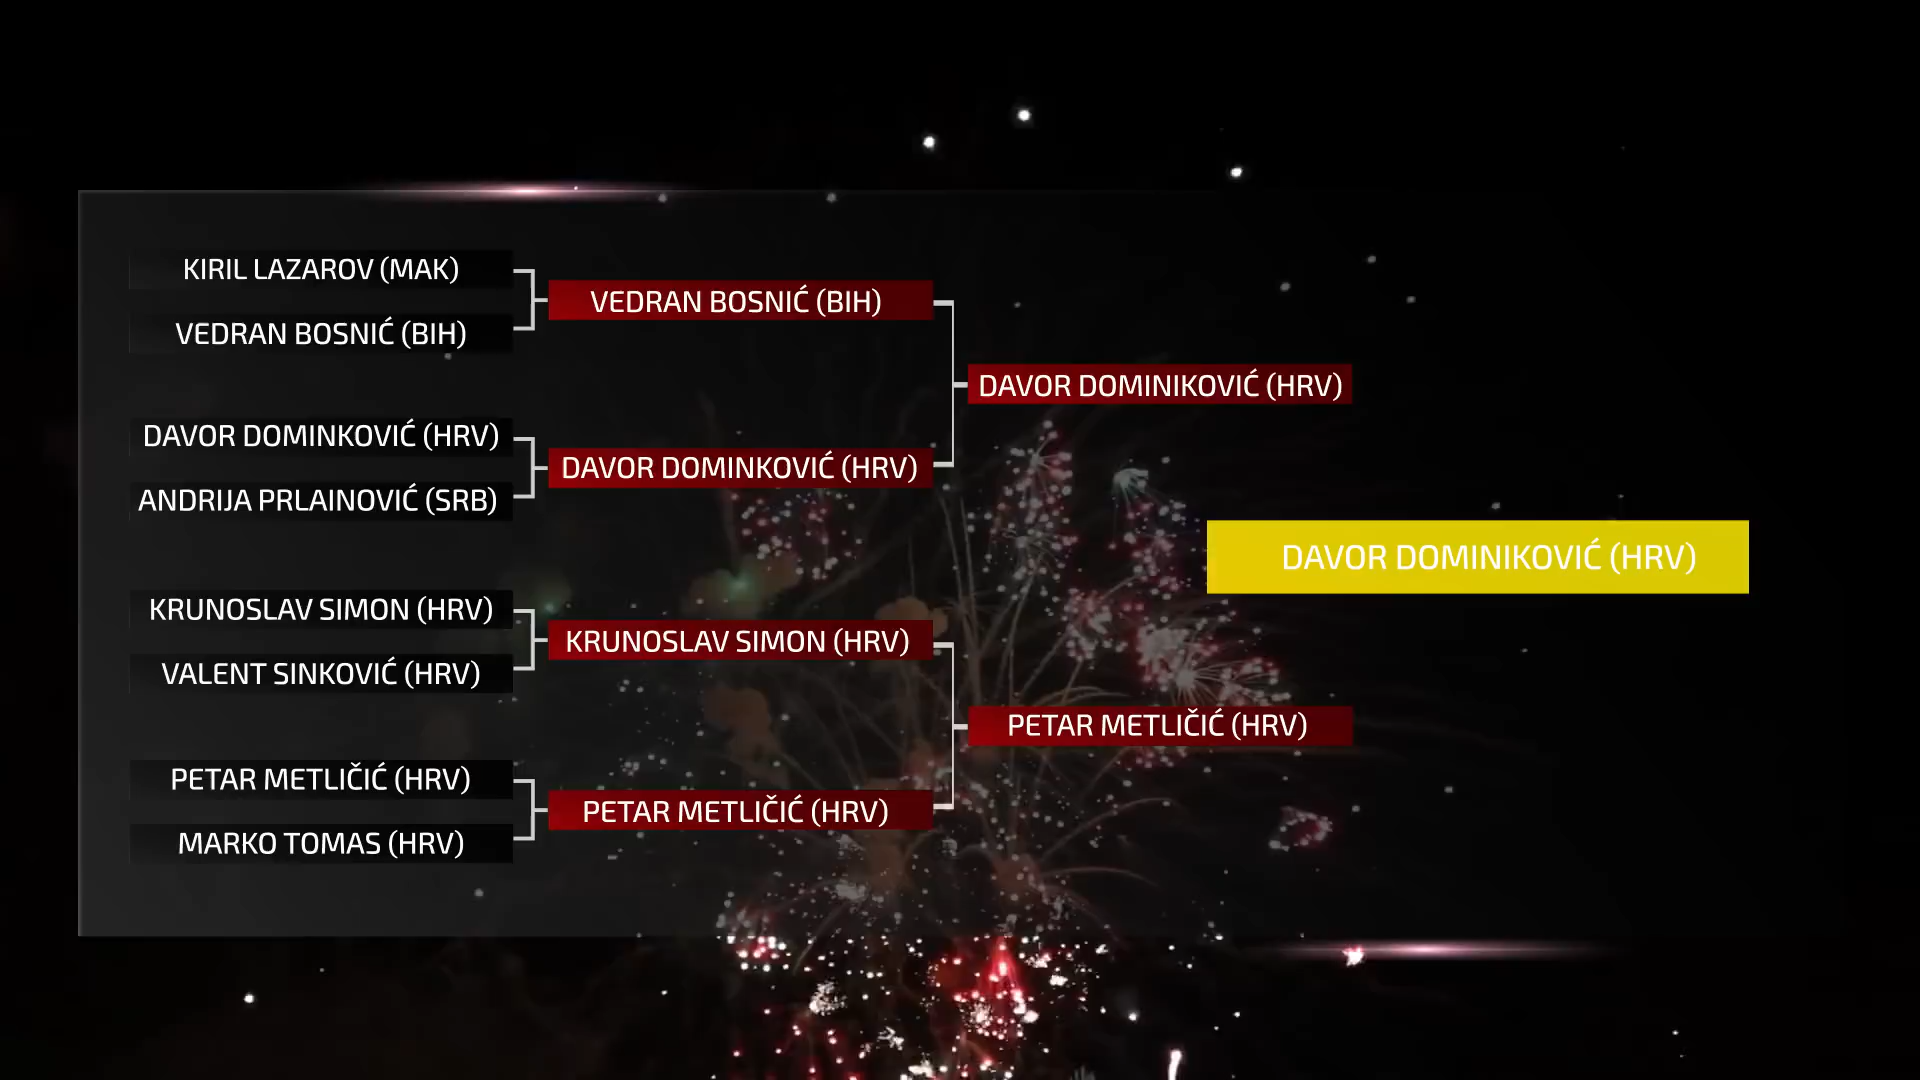 KIRIL LAZAROV (MAK)
VEDRAN BOSNIĆ (BIH)
DAVOR DOMINKOVIĆ (HRV)
ANDRIJA PRLAINOVIĆ (SRB)
KRUNOSLAV SIMON (HRV)
VALENT SINKOVIĆ (HRV)
PETAR METLIČIĆ (HRV)
MARKO TOMAS (HRV)
VEDRAN BOSNIĆ (BIH)
DAVOR DOMINKOVIĆ (HRV)
KRUNOSLAV SIMON (HRV)
PETAR METLIČIĆ (HRV)
DAVOR DOMINIKOVIĆ (HRV)
PETAR METLIČIĆ (HRV)
DAVOR DOMINIKOVIĆ (HRV)